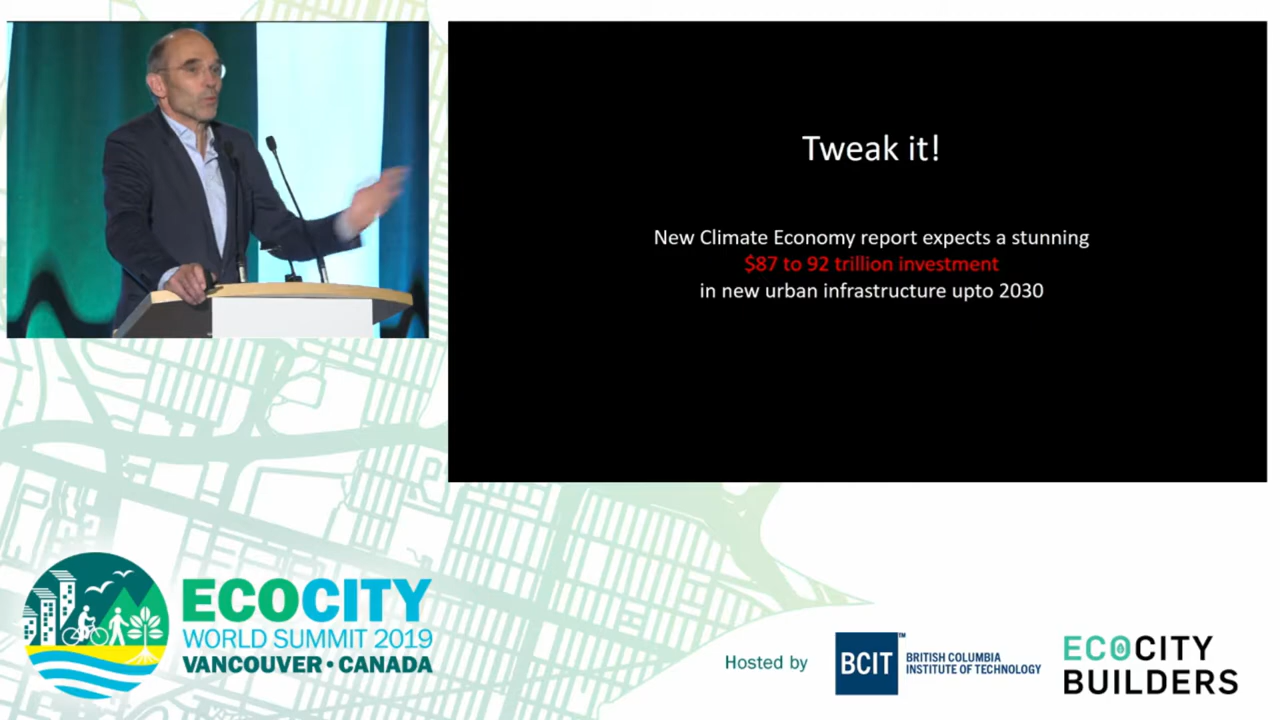 Tweak it!
New Climate Economy report expects a stunning
$87 to 92 trillion investment
in new urban infrastructure upto 2030
ECOCITY
WORLD SUMMIT 2019
VANCOUVER • CANADA
Hosted by
BCIT™
BRITISH COLUMBIA
INSTITUTE OF TECHNOLOGY
ECOCITY
BUILDERS